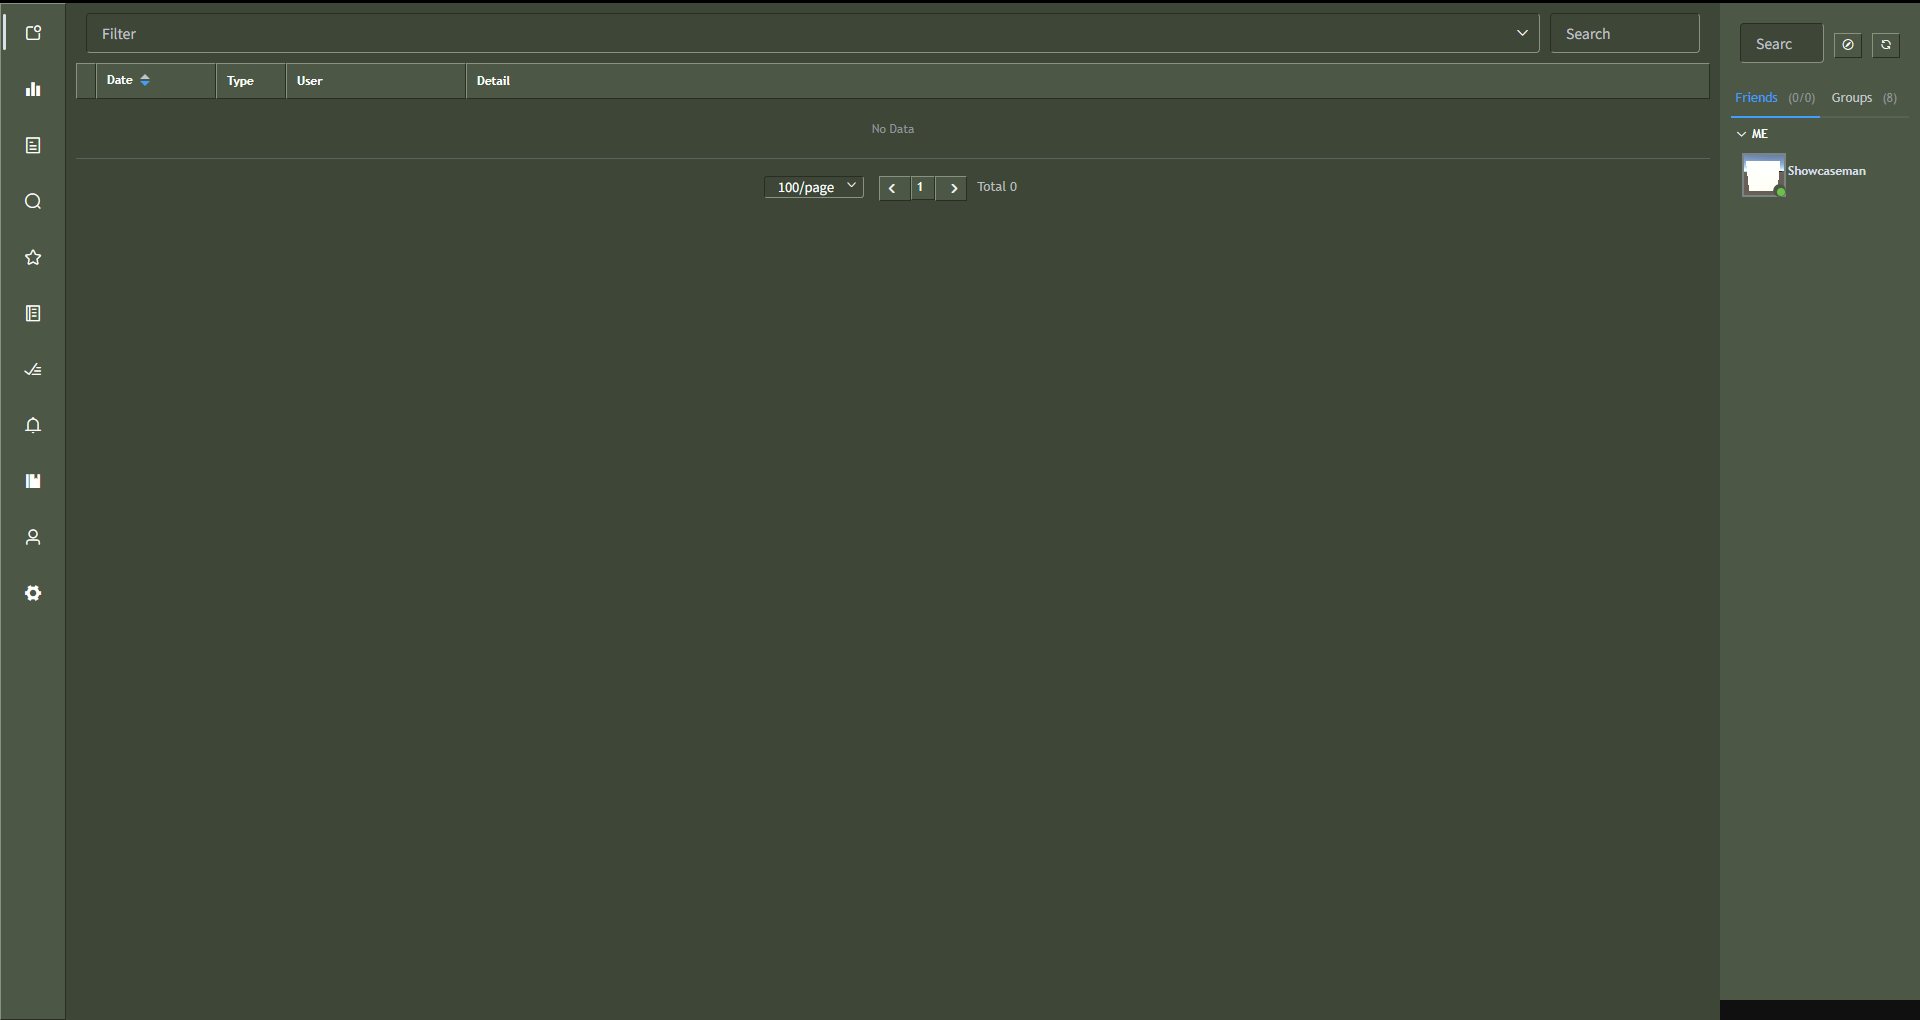 Filter
Search
Date
Type
User
Detail
No Data
100/page
1
Total 0
Searc
Friends (0/0) Groups (8)
ME
Showcaseman